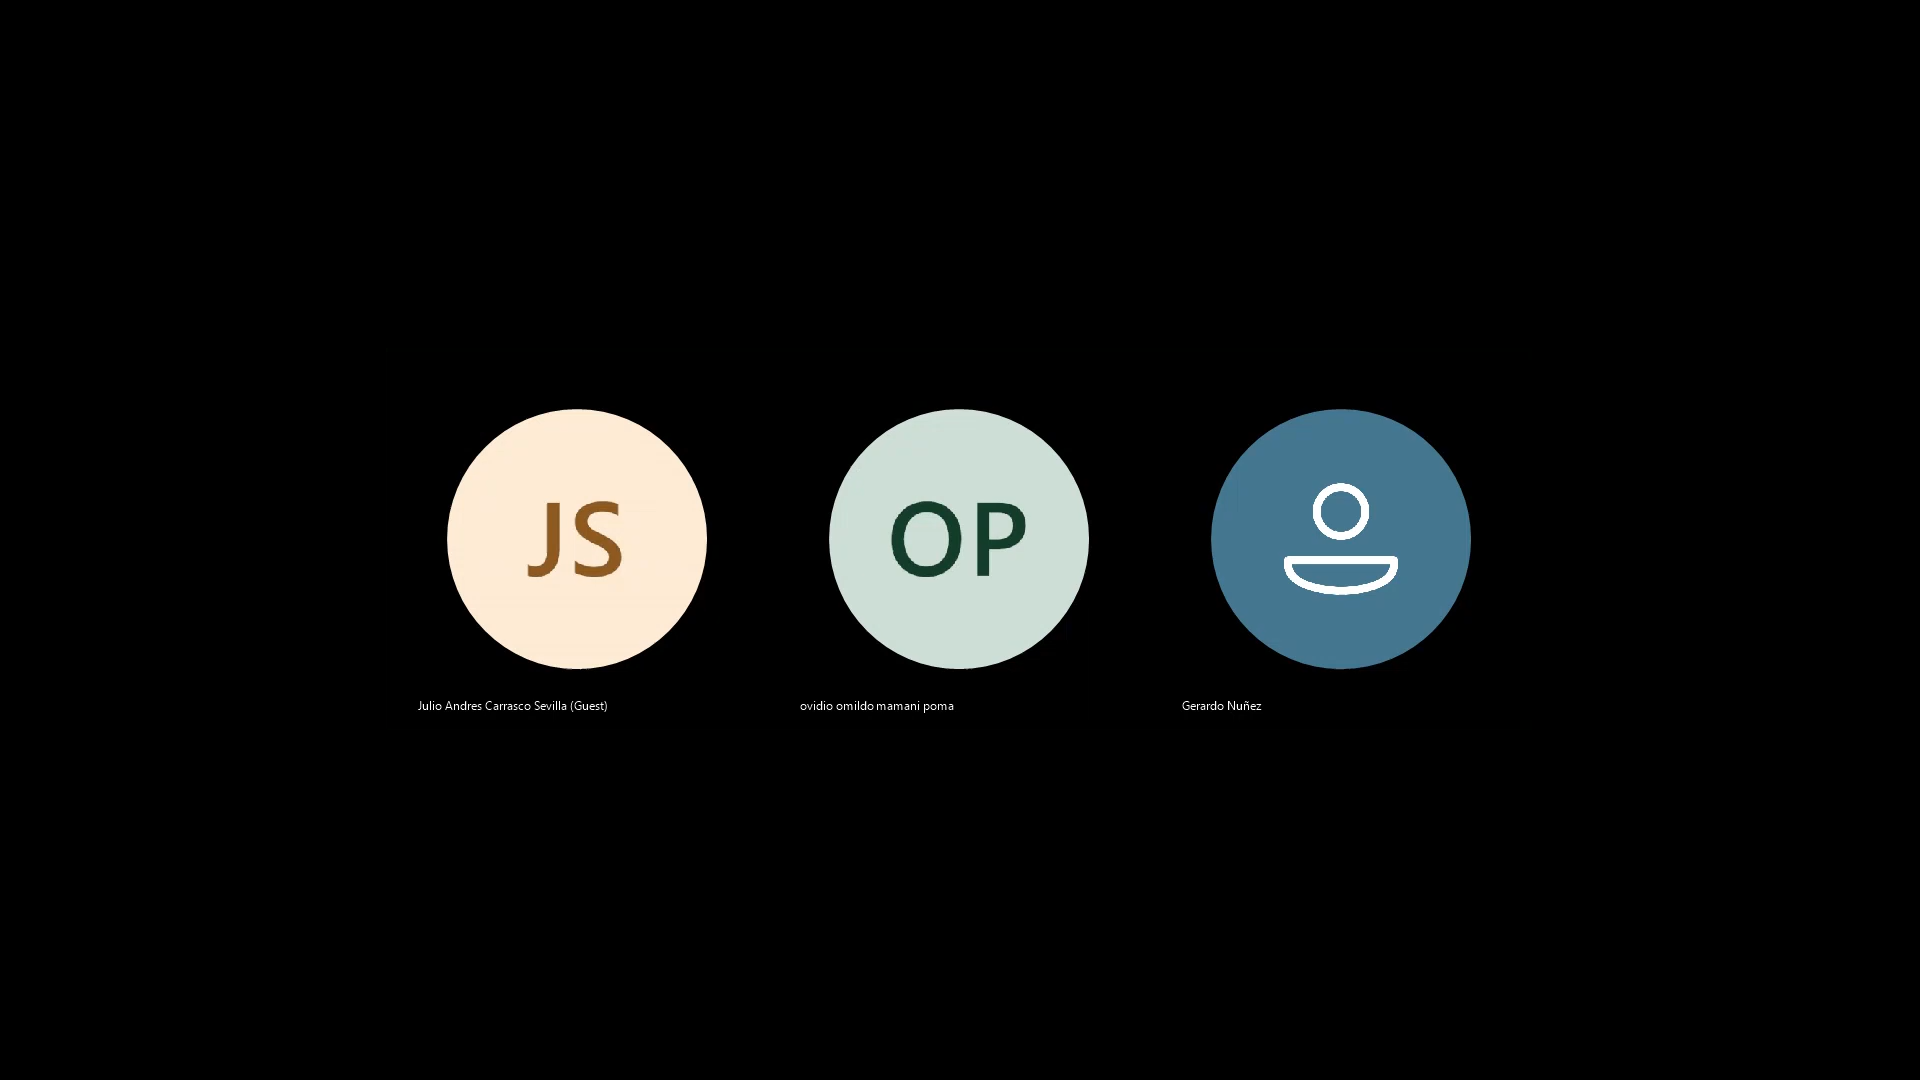 JS
OP
Julio Andres Carrasco Sevilla (Guest)
ovidio omildo mamani poma
Gerardo Nuñez